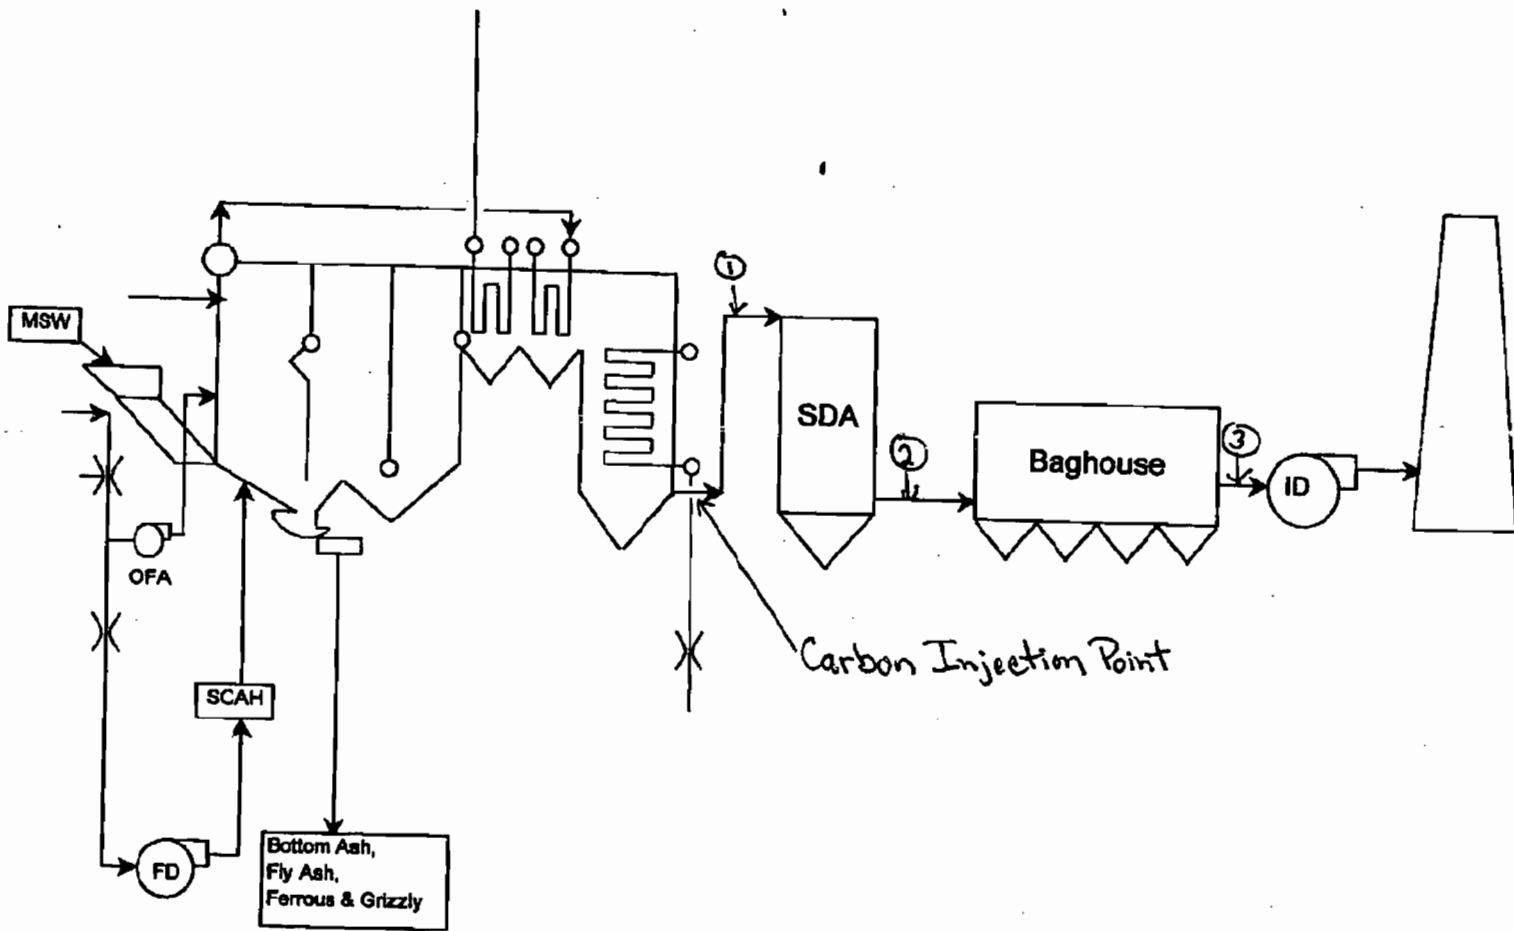 ①
MSW
SDA
②
③
Baghouse
ID
OFA
Carbon Injection Point
SCAH
FD
Bottom Ash,
Fly Ash,
Ferrous & Grizzly